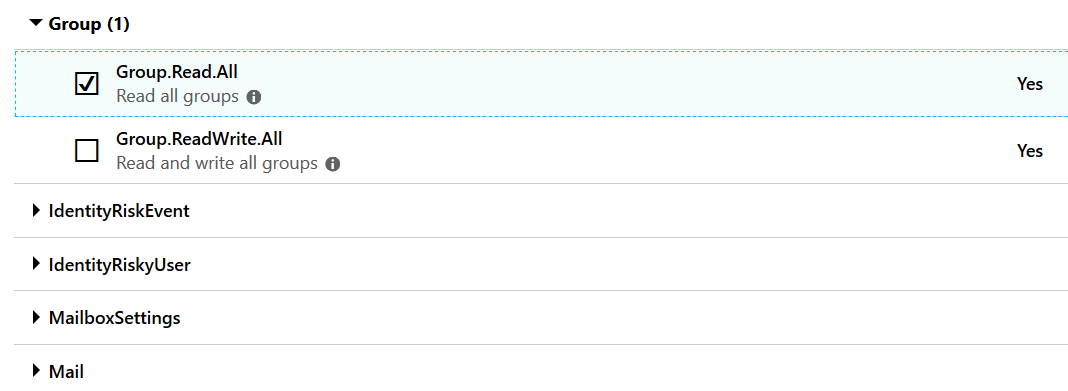 Group (1)
Group.Read.All
Read all groups
Yes
Group.ReadWrite.All
Read and write all groups
Yes
IdentityRiskEvent
IdentityRiskyUser
MailboxSettings
Mail